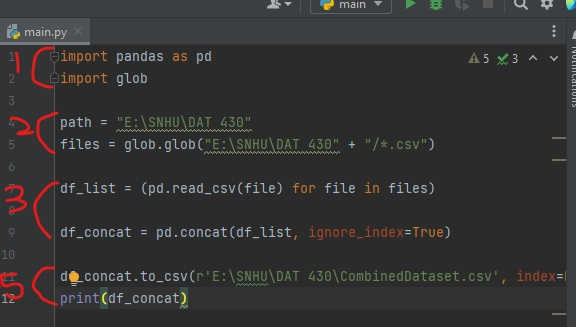 main
main.py
5 3
1 1 import pandas as pd
2 import glob
3
2 4 path = "E:\SNHU\DAT 430"
5 files = glob.glob("E:\SNHU\DAT 430" + "/*.csv")
6
3 7 df_list = (pd.read_csv(file) for file in files)
8
9 df_concat = pd.concat(df_list, ignore_index=True)
10
5 11 df_concat.to_csv(r'E:\SNHU\DAT 430\CombinedDataset.csv', index=
12 print(df_concat)
Notifications